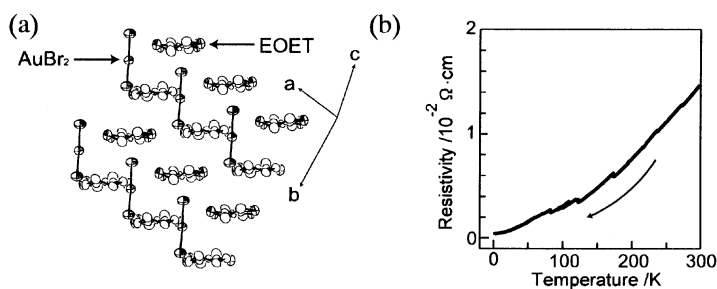 (a)
AuBr₂
EOET
a
b
c
(b)
Resistivity /10⁻² Ω·cm
2
1
0
0
100
200
300
Temperature /K